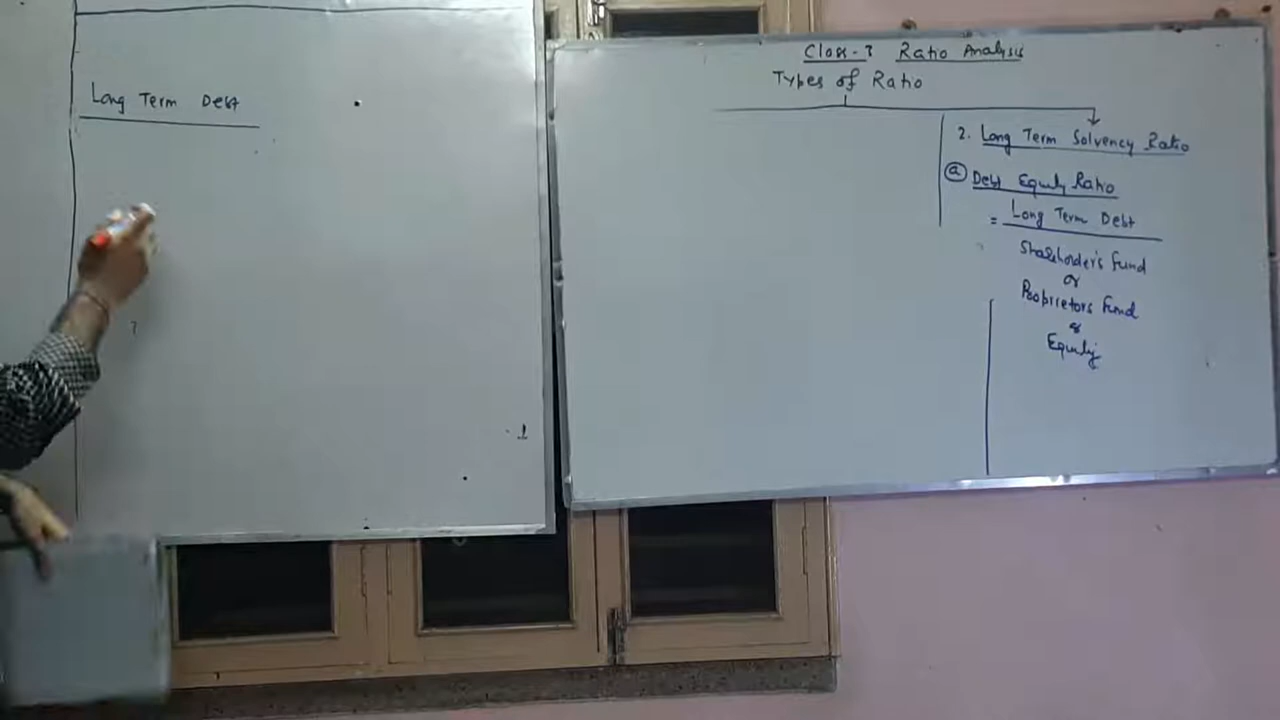 Long Term Debt
Class-3 Ratio Analysis
Types of Ratio
2. Long Term Solvency Ratio
(a) Debt Equity Ratio
= Long Term Debt
Shareholder's Fund
or
Proprietors Fund
or
Equity